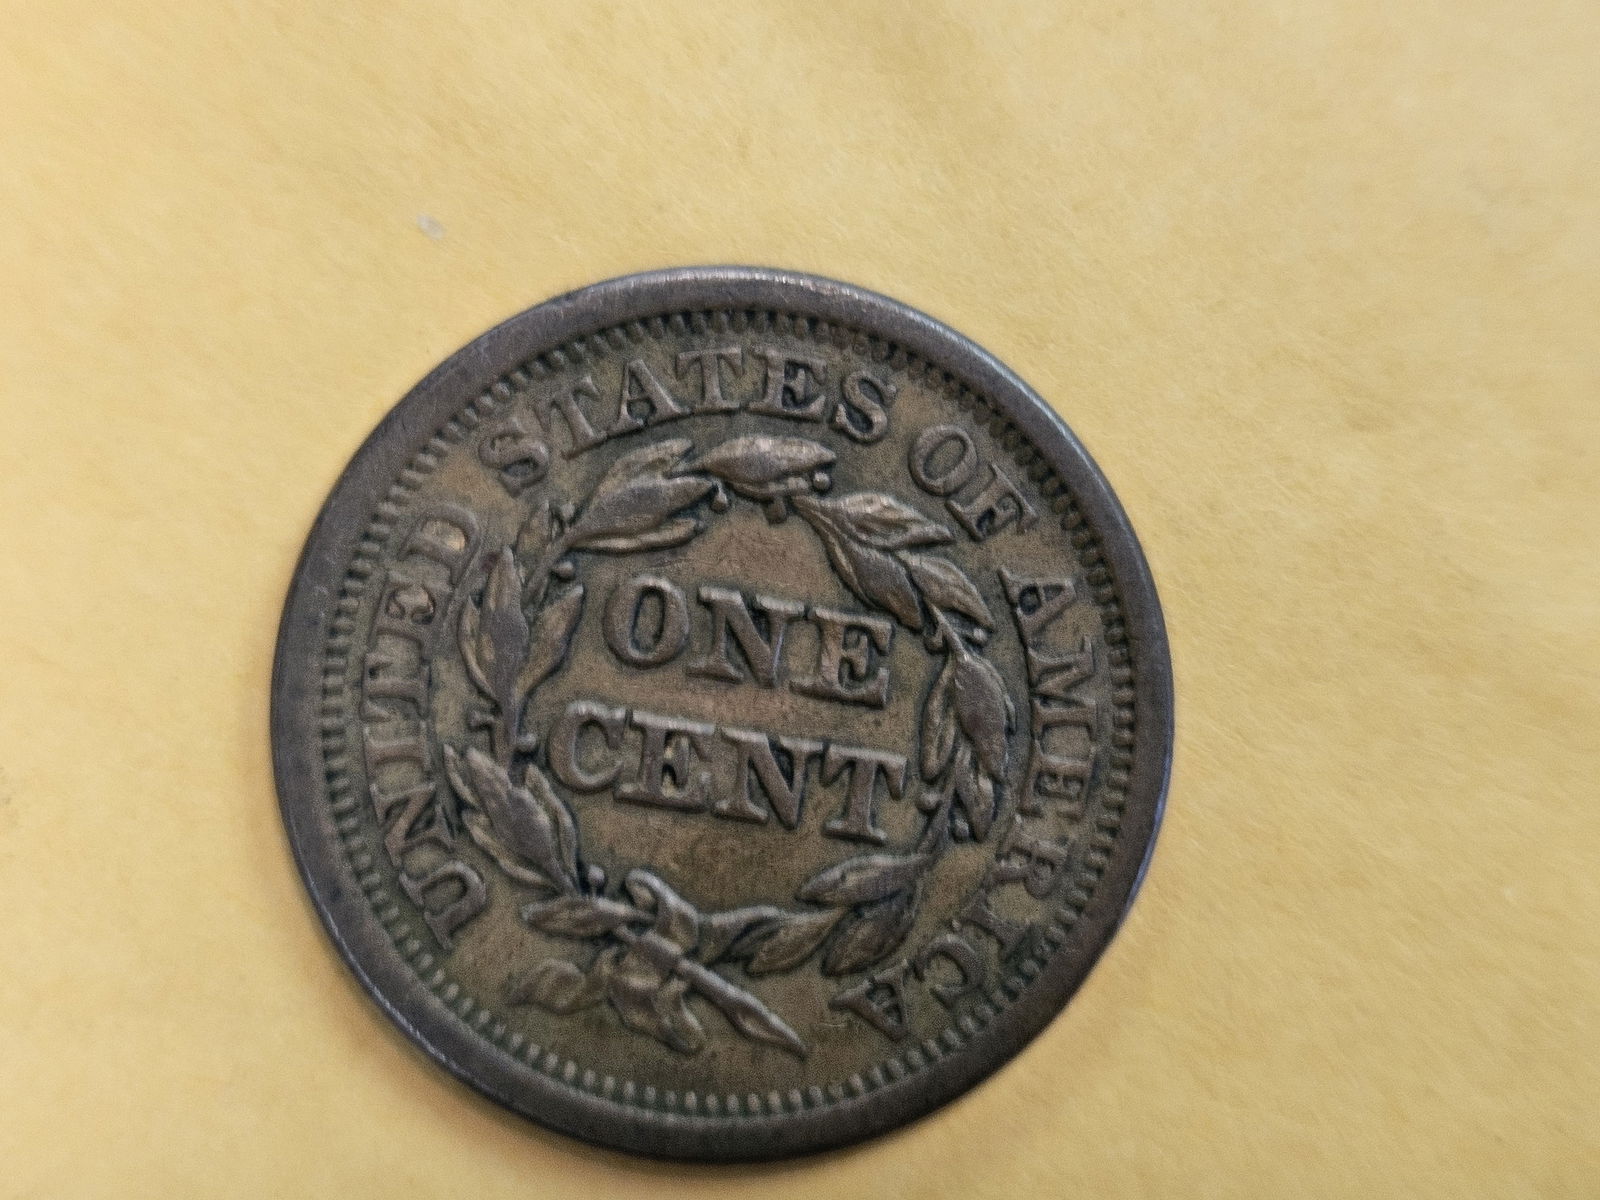 UNITED STATES OF AMERICA
ONE
CENT